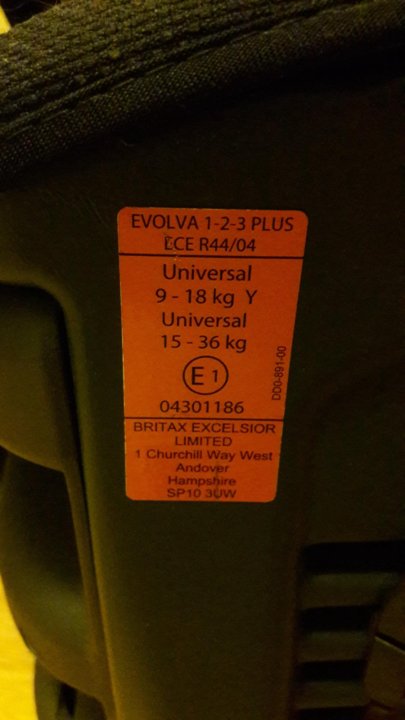 EVOLVA 1-2-3 PLUS
ECE R44/04
Universal
9 - 18 kg Y
Universal
15 - 36 kg
E 1
04301186
DD0-891-00
BRITAX EXCELSIOR
LIMITED
1 Churchill Way West
Andover
Hampshire
SP10 3UW